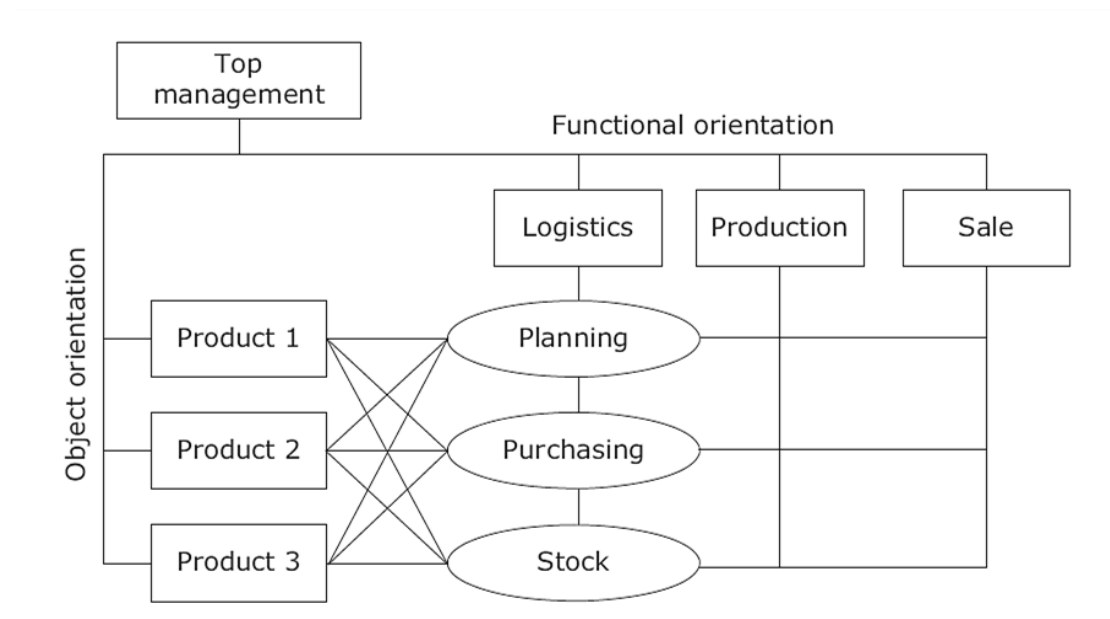 Top
management
Functional orientation
Logistics
Production
Sale
Object orientation
Product 1
Planning
Product 2
Purchasing
Product 3
Stock